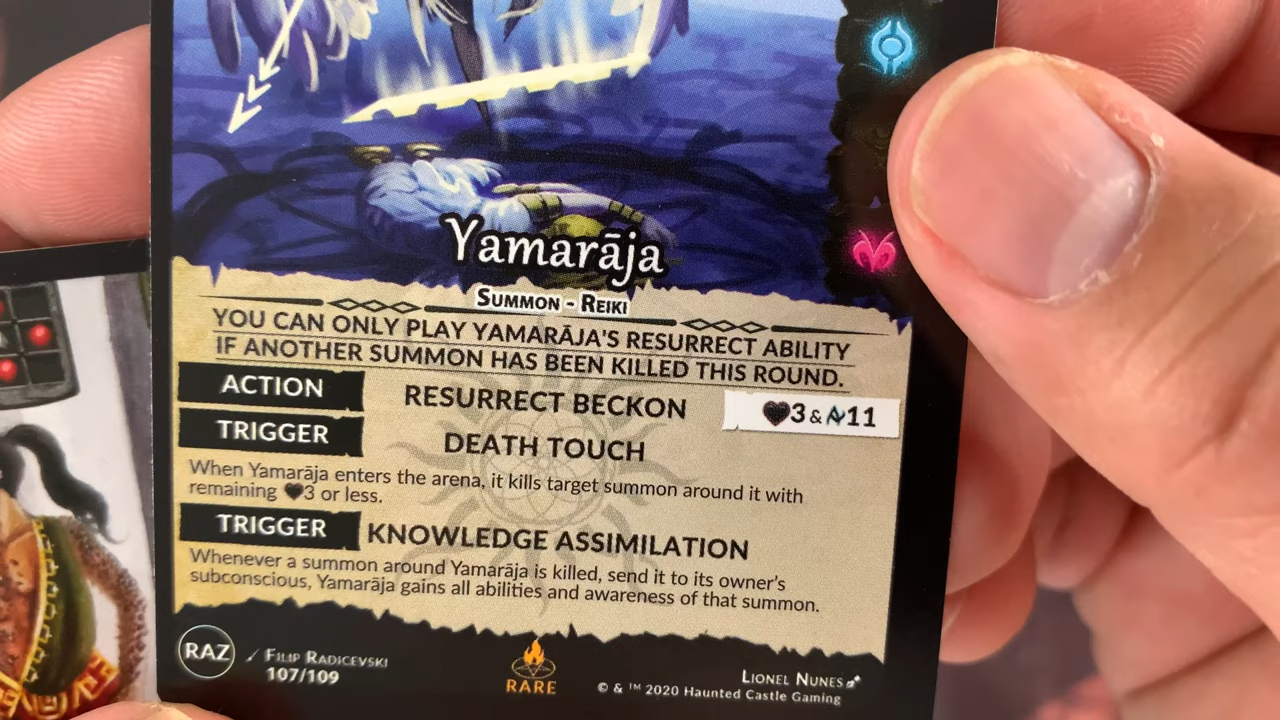 Yamarāja
SUMMON - REIKI
YOU CAN ONLY PLAY YAMARĀJA'S RESURRECT ABILITY
IF ANOTHER SUMMON HAS BEEN KILLED THIS ROUND.
ACTION RESURRECT BECKON 3 & 11
TRIGGER DEATH TOUCH
When Yamarāja enters the arena, it kills target summon around it with
remaining 3 or less.
TRIGGER KNOWLEDGE ASSIMILATION
Whenever a summon around Yamarāja is killed, send it to its owner's
subconscious, Yamarāja gains all abilities and awareness of that summon.
RAZ FILIP RADICEVSKI
107/109
RARE
LIONEL NUNES
© & ™ 2020 Haunted Castle Gaming